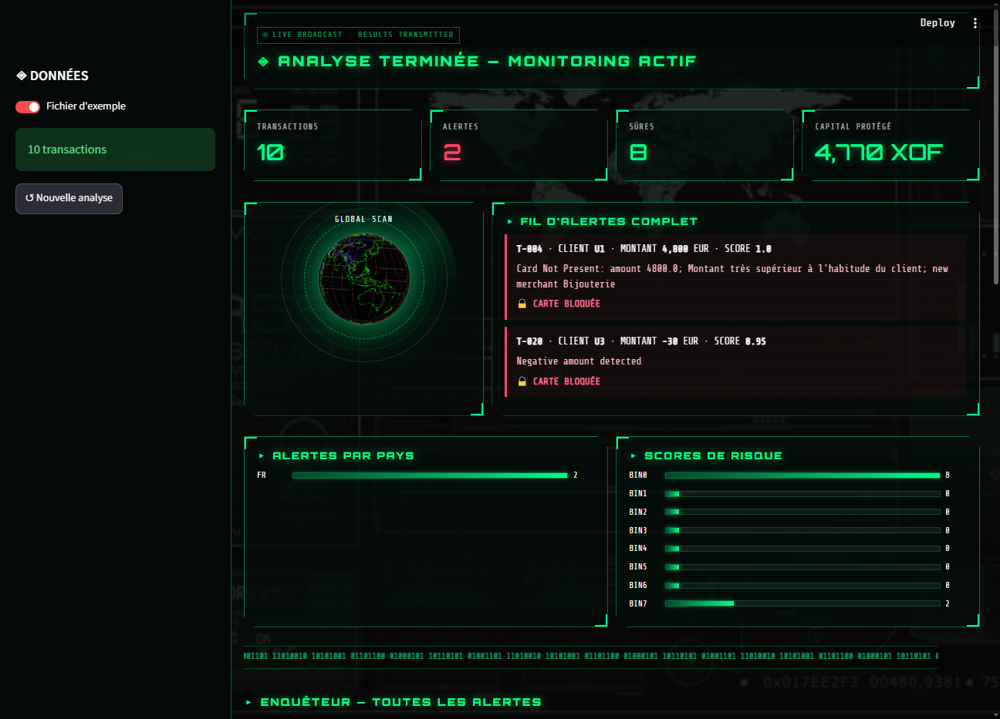 Deploy
◈ DONNÉES
Fichier d'exemple
10 transactions
↺ Nouvelle analyse
LIVE BROADCAST · RESULTS TRANSMITTED
◈ ANALYSE TERMINÉE — MONITORING ACTIF
TRANSACTIONS
10
ALERTES
2
SÛRES
8
CAPITAL PROTÉGÉ
4,770 XOF
GLOBAL SCAN
▸ FIL D'ALERTES COMPLET
T-004 · CLIENT U1 · MONTANT 4,800 EUR · SCORE 1.0
Card Not Present: amount 4800.0; Montant très supérieur à l'habitude du client; new
merchant Bijouterie
🔒 CARTE BLOQUÉE
T-020 · CLIENT U3 · MONTANT -30 EUR · SCORE 0.95
Negative amount detected
🔒 CARTE BLOQUÉE
▸ ALERTES PAR PAYS
FR 2
▸ SCORES DE RISQUE
BIN0 8
BIN1 0
BIN2 0
BIN3 0
BIN4 0
BIN5 0
BIN6 0
BIN7 2
01101 11010010 10101001 01101100 01000101 10110101 01001101 11010010 10101001 01101100 01000101 10110101 01001101 11010010 10101001 01101100 01000101 10110101
0x017EE2F3 00480,9381
▸ ENQUÊTEUR — TOUTES LES ALERTES